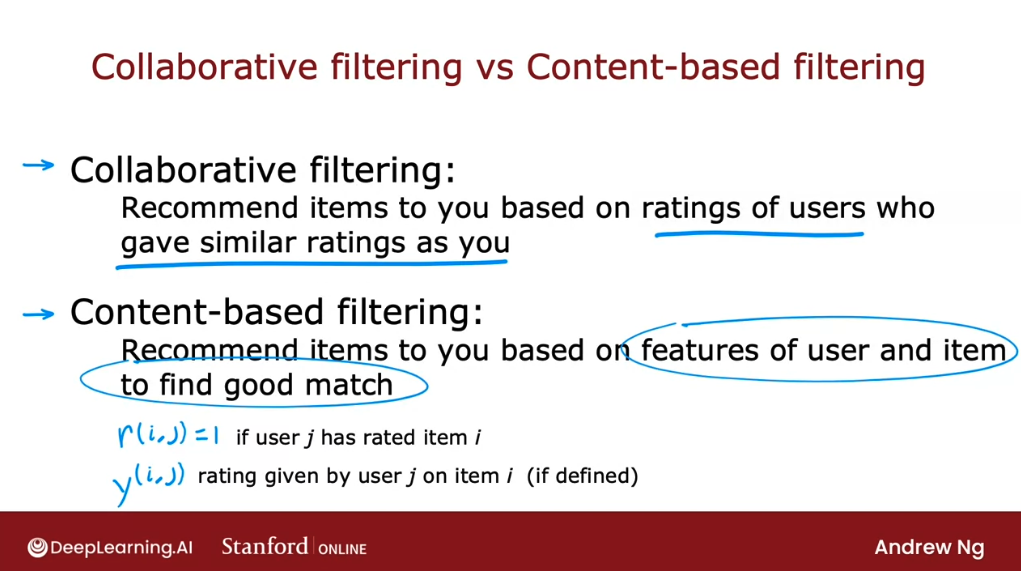 Collaborative filtering vs Content-based filtering
→ Collaborative filtering:
Recommend items to you based on ratings of users who
gave similar ratings as you
→ Content-based filtering:
Recommend items to you based on features of user and item
to find good match
r(i,j)=1 if user j has rated item i
y(i,j) rating given by user j on item i (if defined)
DeepLearning.AI Stanford ONLINE Andrew Ng